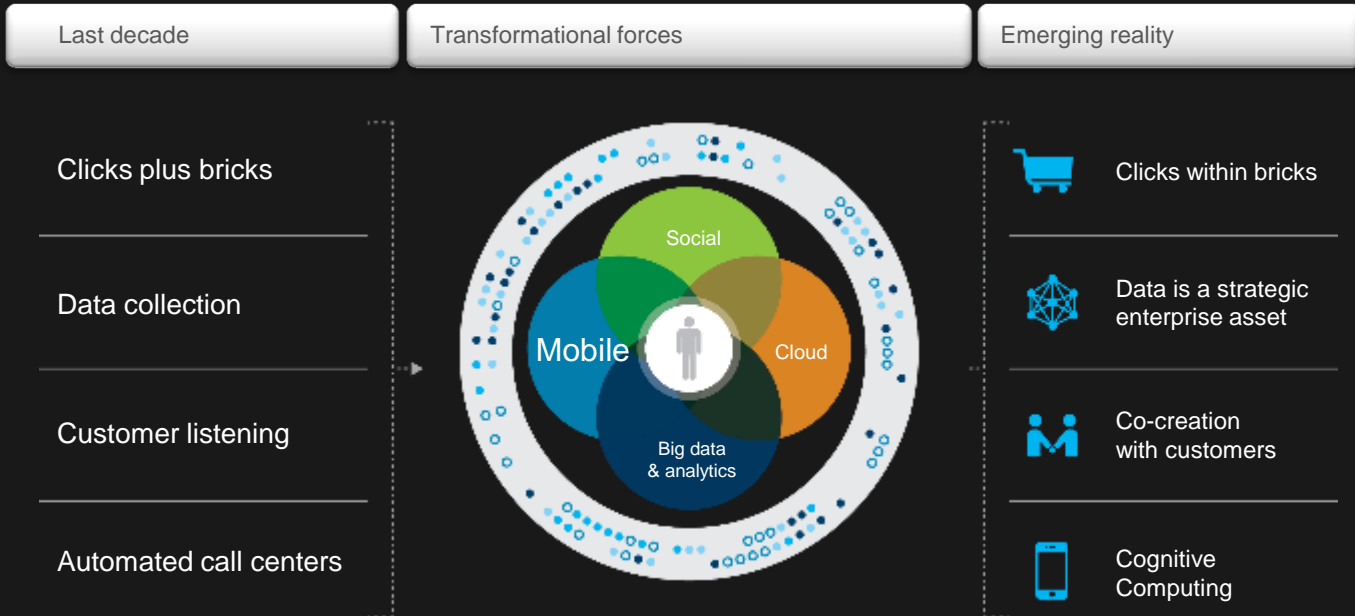 Last decade
Transformational forces
Emerging reality
Clicks plus bricks
Data collection
Customer listening
Automated call centers
Social
Mobile
Cloud
Big data
& analytics
Clicks within bricks
Data is a strategic
enterprise asset
Co-creation
with customers
Cognitive
Computing